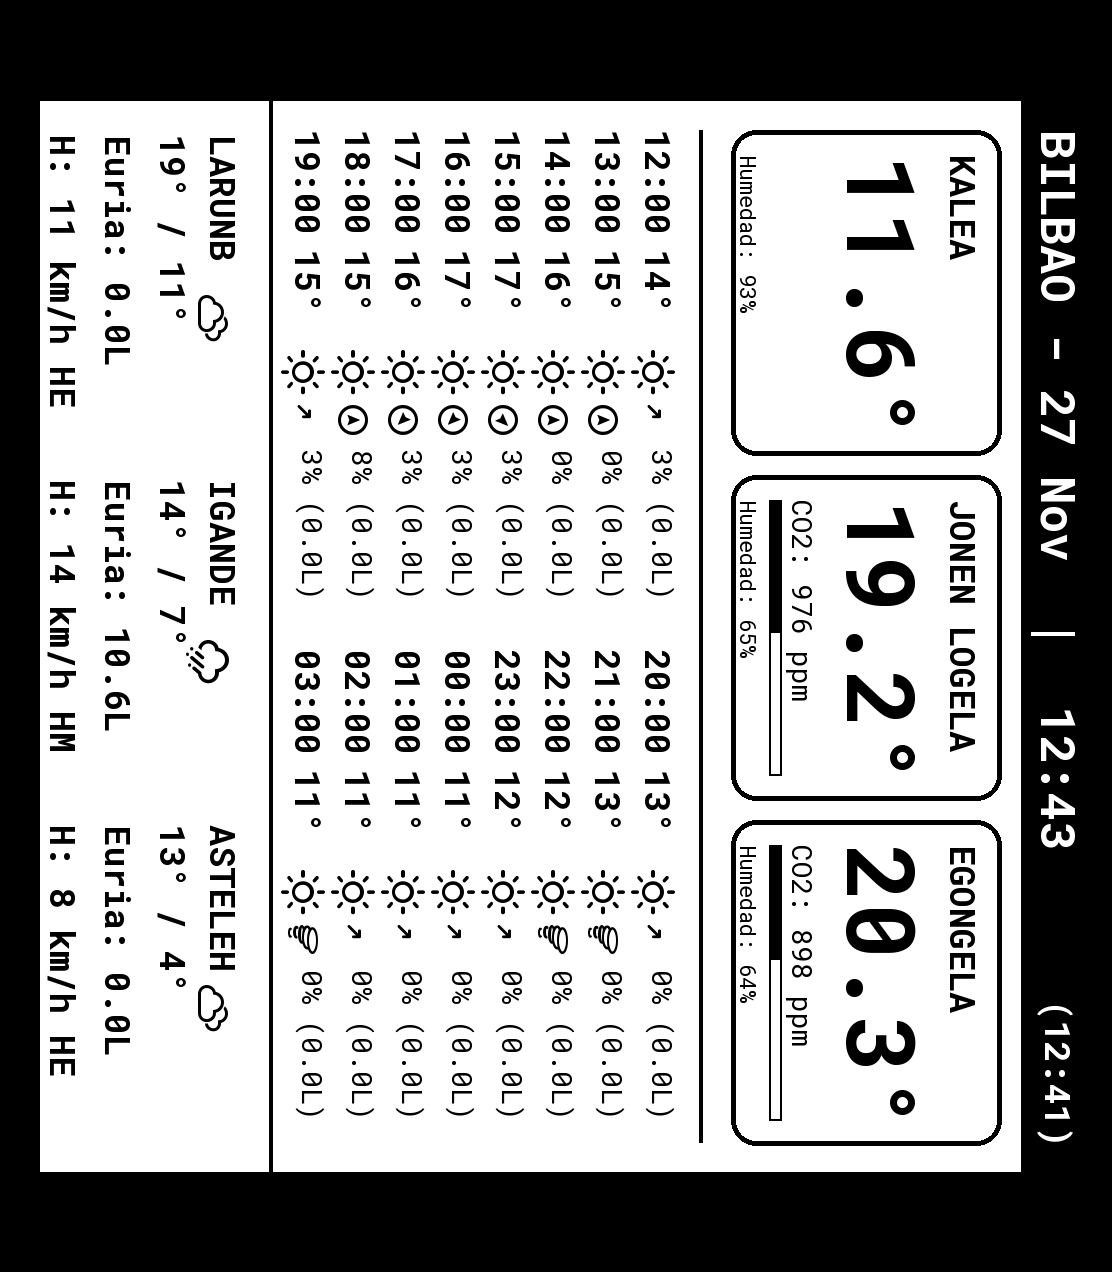 BILBAO - 27 Nov | 12:43 (12:41)
KALEA
11.6°
Humedad: 93%
JONEN LOGELA
19.2°
CO2: 976 ppm
Humedad: 65%
EGONGELA
20.3°
CO2: 898 ppm
Humedad: 64%
12:00 14° ↗ 3% (0.0L)
13:00 15° 0% (0.0L)
14:00 16° 0% (0.0L)
15:00 17° 3% (0.0L)
16:00 17° 3% (0.0L)
17:00 16° 3% (0.0L)
18:00 15° 8% (0.0L)
19:00 15° ↗ 3% (0.0L)
20:00 13° ↗ 0% (0.0L)
21:00 13° 0% (0.0L)
22:00 12° 0% (0.0L)
23:00 12° ↗ 0% (0.0L)
00:00 11° ↗ 0% (0.0L)
01:00 11° ↗ 0% (0.0L)
02:00 11° ↗ 0% (0.0L)
03:00 11° 0% (0.0L)
LARUNB
19° / 11°
Euria: 0.0L
H: 11 km/h HE
IGANDE
14° / 7°
Euria: 10.6L
H: 14 km/h HM
ASTELEH
13° / 4°
Euria: 0.0L
H: 8 km/h HE